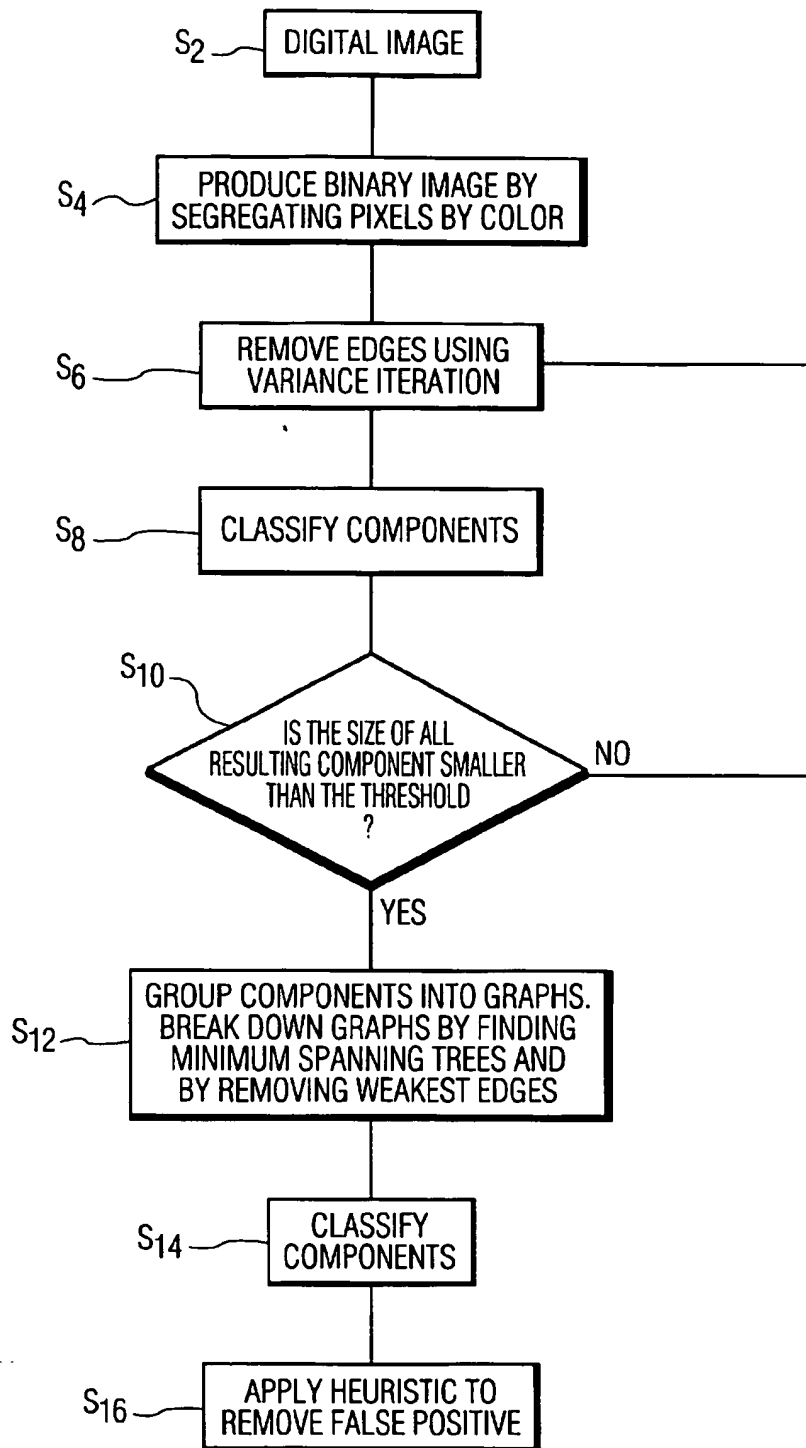 S2
DIGITAL IMAGE
S4
PRODUCE BINARY IMAGE BY
SEGREGATING PIXELS BY COLOR
S6
REMOVE EDGES USING
VARIANCE ITERATION
S8
CLASSIFY COMPONENTS
S10
IS THE SIZE OF ALL
RESULTING COMPONENT SMALLER
THAN THE THRESHOLD
?
NO
YES
S12
GROUP COMPONENTS INTO GRAPHS.
BREAK DOWN GRAPHS BY FINDING
MINIMUM SPANNING TREES AND
BY REMOVING WEAKEST EDGES
S14
CLASSIFY
COMPONENTS
S16
APPLY HEURISTIC TO
REMOVE FALSE POSITIVE